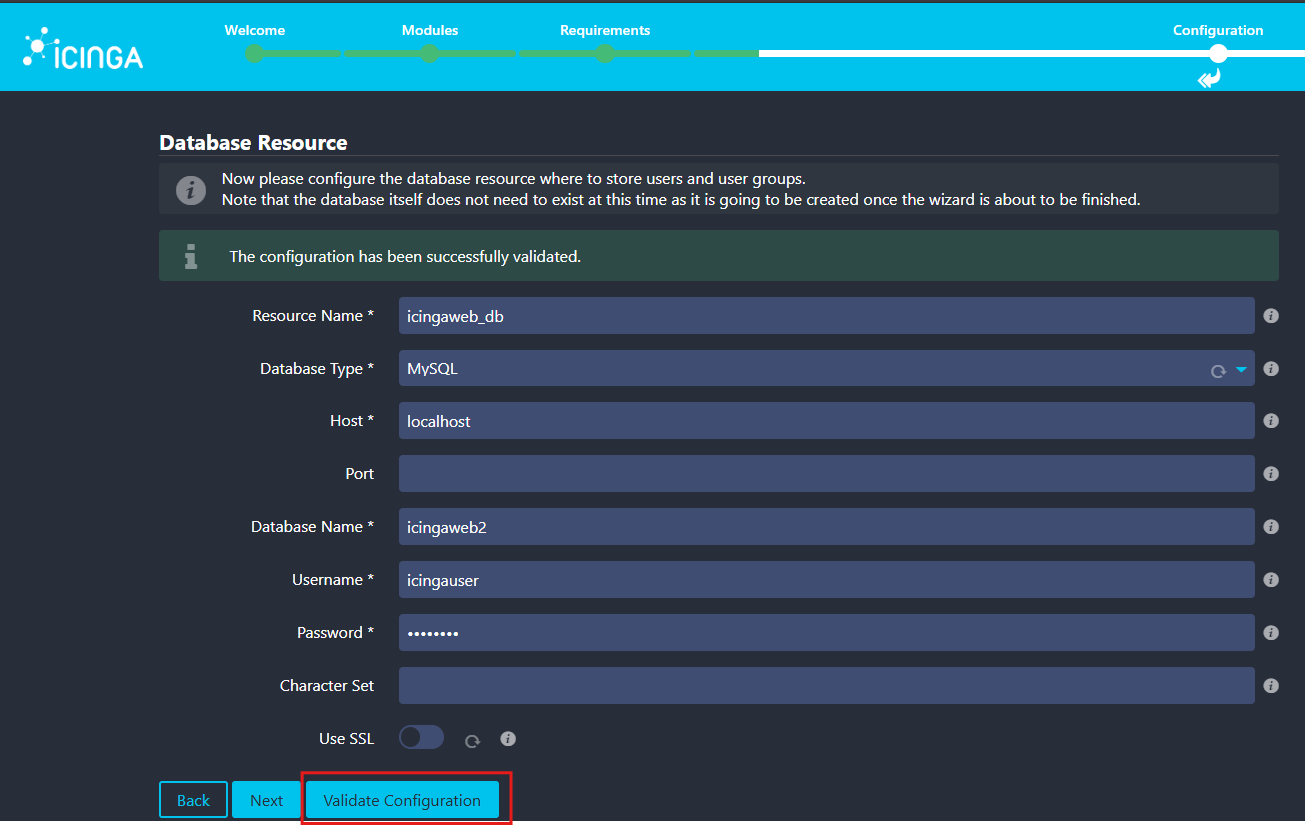 Welcome
Modules
Requirements
Configuration
ICINGA
Database Resource
Now please configure the database resource where to store users and user groups.
Note that the database itself does not need to exist at this time as it is going to be created once the wizard is about to be finished.
The configuration has been successfully validated.
Resource Name * icingaweb_db
Database Type * MySQL
Host * localhost
Port
Database Name * icingaweb2
Username * icingauser
Password * ••••••••
Character Set
Use SSL
Back Next Validate Configuration